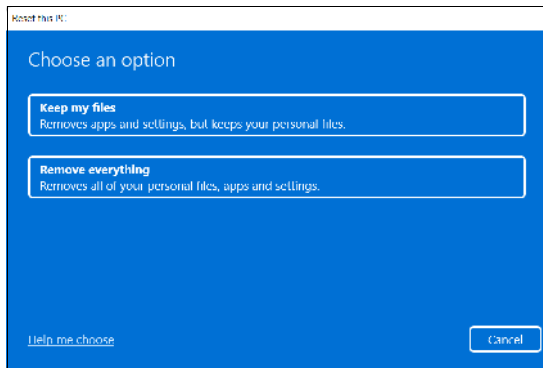 Reset this PC
Choose an option
Keep my files
Removes apps and settings, but keeps your personal files.
Remove everything
Removes all of your personal files, apps and settings.
Help me choose
Cancel